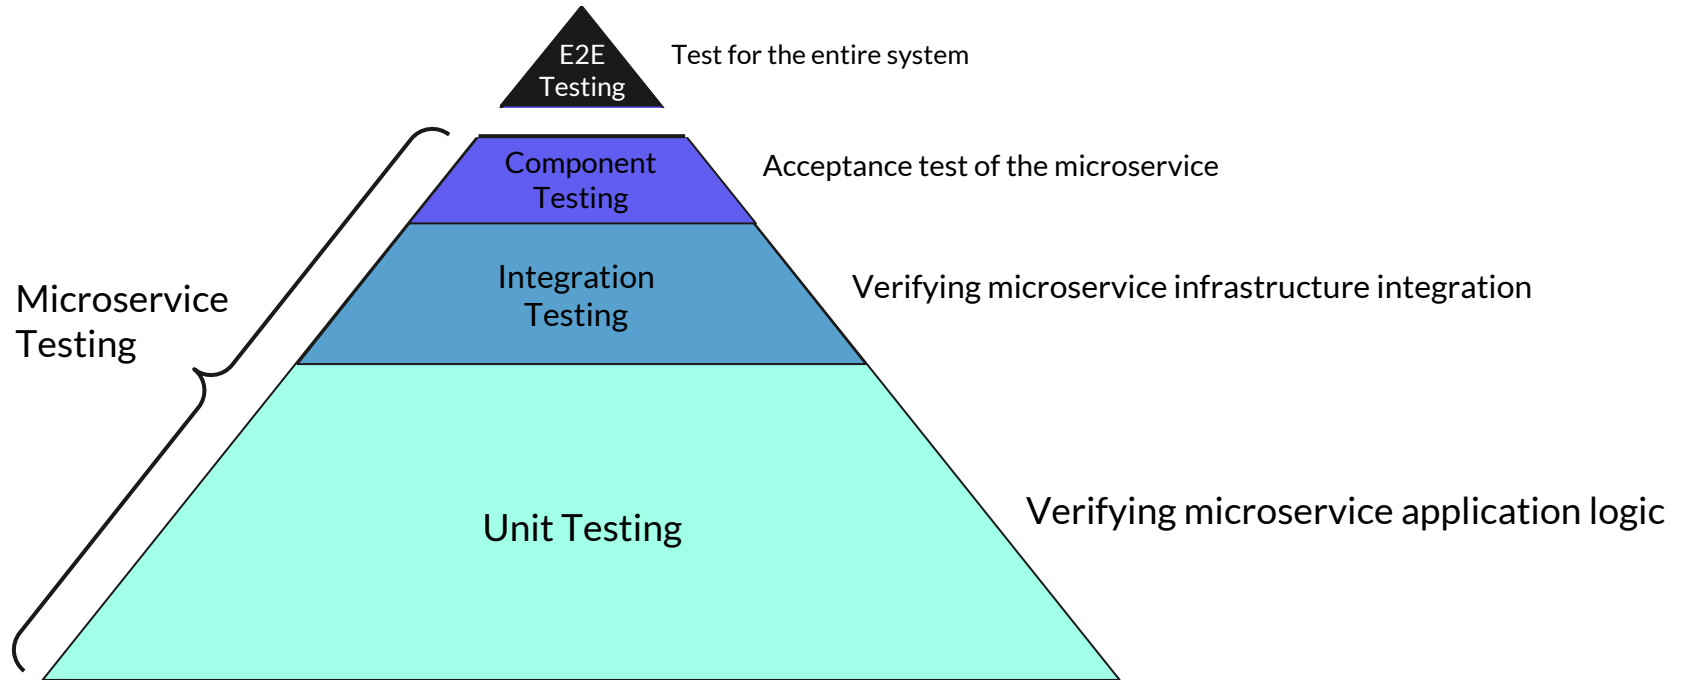 E2E
Testing
Test for the entire system
Component
Testing
Acceptance test of the microservice
Integration
Testing
Verifying microservice infrastructure integration
Microservice
Testing
Unit Testing
Verifying microservice application logic